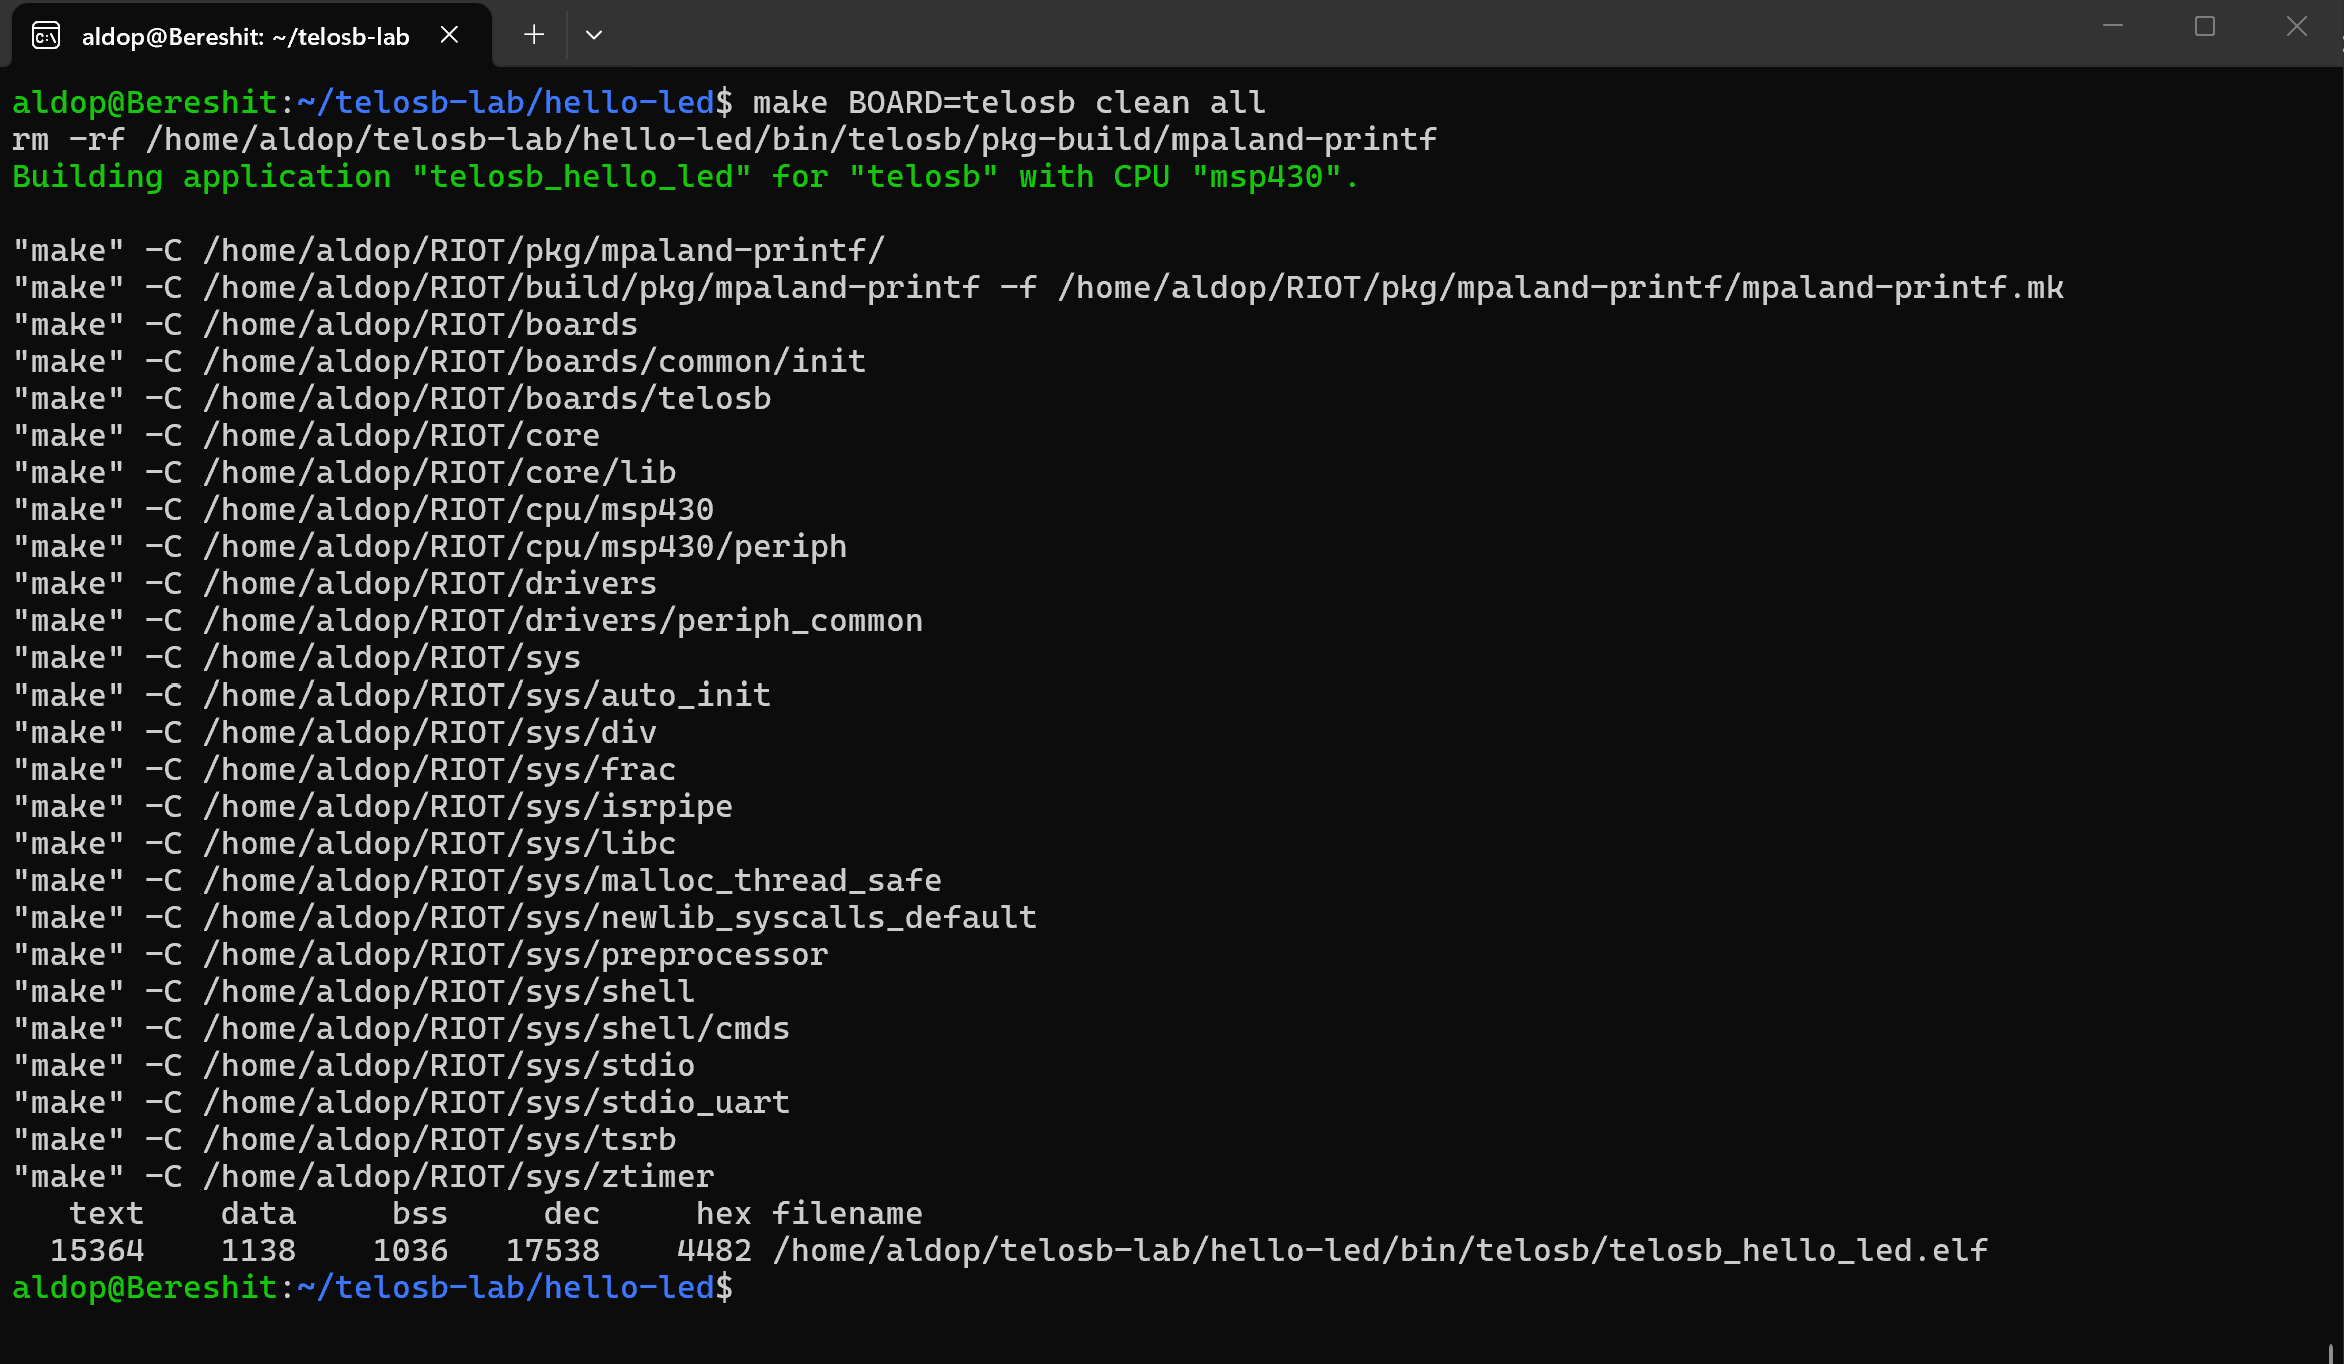 aldop@Bereshit: ~/telosb-lab
aldop@Bereshit:~/telosb-lab/hello-led$ make BOARD=telosb clean all
rm -rf /home/aldop/telosb-lab/hello-led/bin/telosb/pkg-build/mpaland-printf
Building application "telosb_hello_led" for "telosb" with CPU "msp430".
"make" -C /home/aldop/RIOT/pkg/mpaland-printf/
"make" -C /home/aldop/RIOT/build/pkg/mpaland-printf -f /home/aldop/RIOT/pkg/mpaland-printf/mpaland-printf.mk
"make" -C /home/aldop/RIOT/boards
"make" -C /home/aldop/RIOT/boards/common/init
"make" -C /home/aldop/RIOT/boards/telosb
"make" -C /home/aldop/RIOT/core
"make" -C /home/aldop/RIOT/core/lib
"make" -C /home/aldop/RIOT/cpu/msp430
"make" -C /home/aldop/RIOT/cpu/msp430/periph
"make" -C /home/aldop/RIOT/drivers
"make" -C /home/aldop/RIOT/drivers/periph_common
"make" -C /home/aldop/RIOT/sys
"make" -C /home/aldop/RIOT/sys/auto_init
"make" -C /home/aldop/RIOT/sys/div
"make" -C /home/aldop/RIOT/sys/frac
"make" -C /home/aldop/RIOT/sys/isrpipe
"make" -C /home/aldop/RIOT/sys/libc
"make" -C /home/aldop/RIOT/sys/malloc_thread_safe
"make" -C /home/aldop/RIOT/sys/newlib_syscalls_default
"make" -C /home/aldop/RIOT/sys/preprocessor
"make" -C /home/aldop/RIOT/sys/shell
"make" -C /home/aldop/RIOT/sys/shell/cmds
"make" -C /home/aldop/RIOT/sys/stdio
"make" -C /home/aldop/RIOT/sys/stdio_uart
"make" -C /home/aldop/RIOT/sys/tsrb
"make" -C /home/aldop/RIOT/sys/ztimer
   text    data     bss     dec     hex filename
  15364    1138    1036   17538    4482 /home/aldop/telosb-lab/hello-led/bin/telosb/telosb_hello_led.elf
aldop@Bereshit:~/telosb-lab/hello-led$